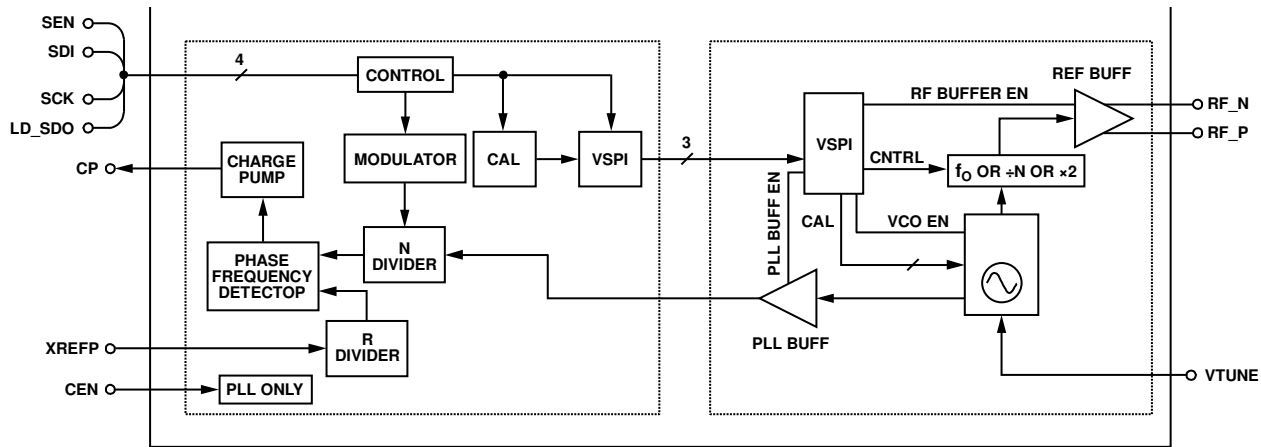 SEN
SDI
SCK
LD_SDO
CP
XREFP
CEN
4
CONTROL
CHARGE
PUMP
MODULATOR
CAL
VSPI
3
PHASE
FREQUENCY
DETECTOP
N
DIVIDER
R
DIVIDER
PLL ONLY
VSPI
RF BUFFER EN
REF BUFF
RF_N
RF_P
CNTRL
fO OR ÷N OR ×2
PLL BUFF EN
CAL
VCO EN
PLL BUFF
VTUNE